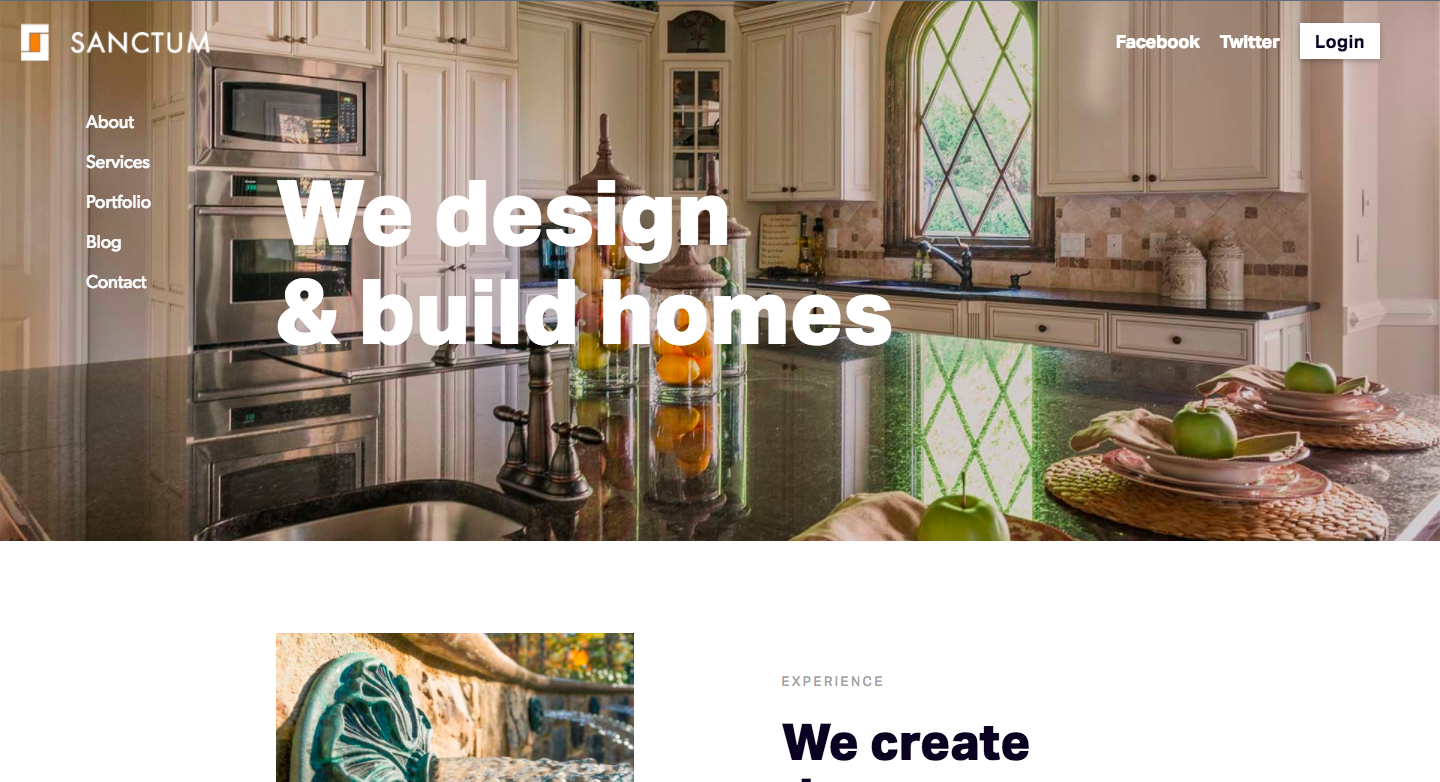 SANCTUM
Facebook Twitter Login
About
Services
Portfolio
Blog
Contact
We design
& build homes
EXPERIENCE
We create